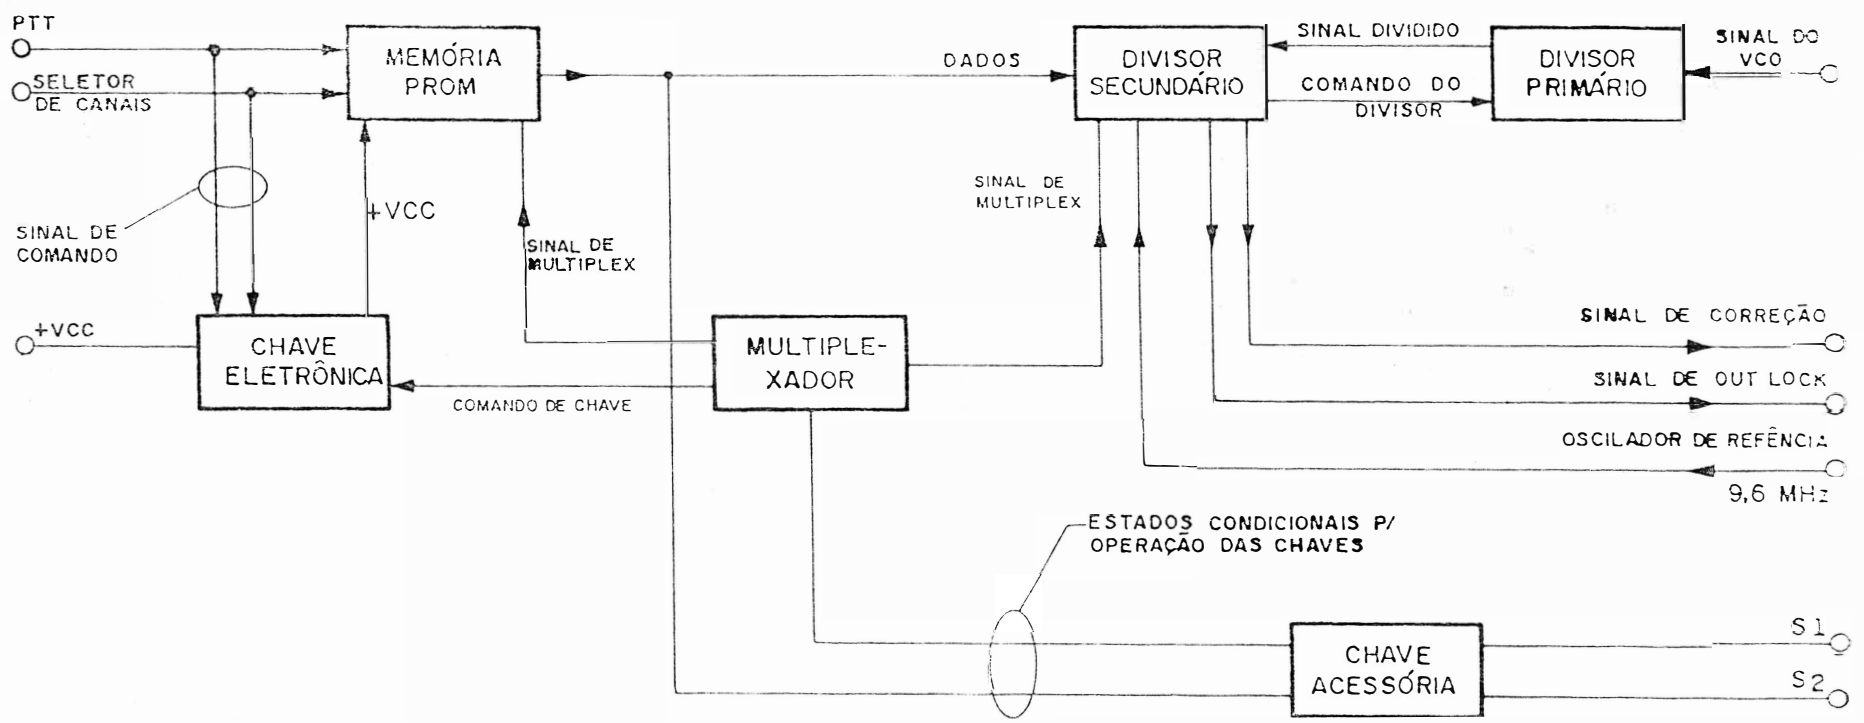 PTT
SELETOR
DE CANAIS
MEMÓRIA
PROM
DADOS
DIVISOR
SECUNDÁRIO
SINAL DIVIDIDO
COMANDO DO
DIVISOR
DIVISOR
PRIMÁRIO
SINAL DO
VCO
SINAL DE
COMANDO
+VCC
SINAL DE
MULTIPLEX
SINAL DE
MULTIPLEX
+VCC
CHAVE
ELETRÔNICA
COMANDO DE CHAVE
MULTIPLE-
XADOR
SINAL DE CORREÇÃO
SINAL DE OUT LOCK
OSCILADOR DE REFÊNCIA
9,6 MHz
ESTADOS CONDICIONAIS P/
OPERAÇÃO DAS CHAVES
CHAVE
ACESSÓRIA
S1
S2